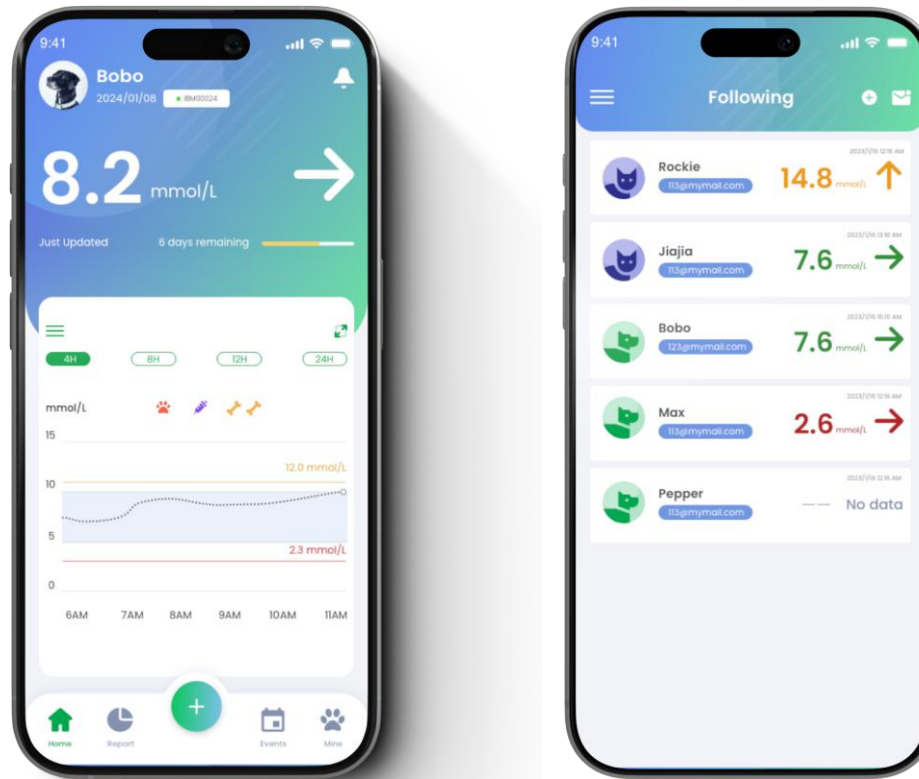 9:41
Bobo
2024/01/08
8.2 mmol/L
Just Updated
6 days remaining
4H
8H
12H
24H
mmol/L
15
12.0 mmol/L
10
5
2.3 mmol/L
0
6AM 7AM 8AM 9AM 10AM 11AM
+
Home
Report
Events
Mine
9:41
Following
Rockie
113@mymail.com
14.8 mmol/L
Jiajia
113@mymail.com
7.6 mmol/L
Bobo
123@mymail.com
7.6 mmol/L
Max
113@mymail.com
2.6 mmol/L
Pepper
113@mymail.com
No data